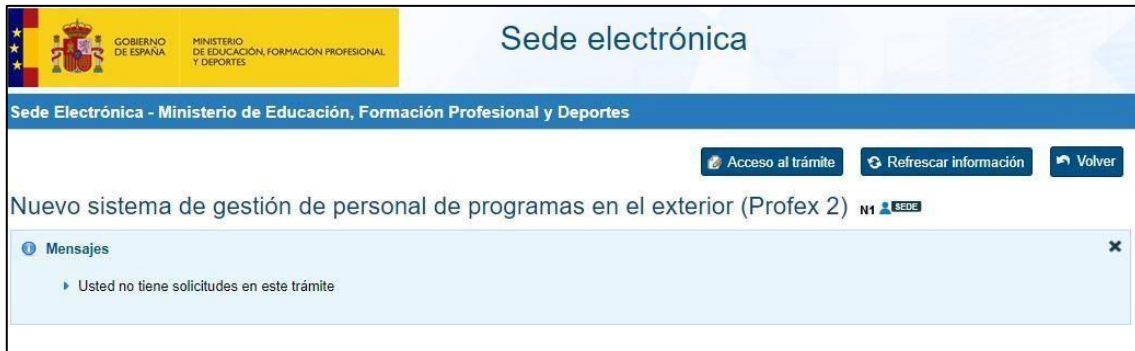 GOBIERNO
DE ESPAÑA
MINISTERIO
DE EDUCACIÓN, FORMACIÓN PROFESIONAL
Y DEPORTES
Sede electrónica
Sede Electrónica - Ministerio de Educación, Formación Profesional y Deportes
Acceso al trámite
Refrescar información
Volver
Nuevo sistema de gestión de personal de programas en el exterior (Profex 2) N1 SEDE
Mensajes
Usted no tiene solicitudes en este trámite